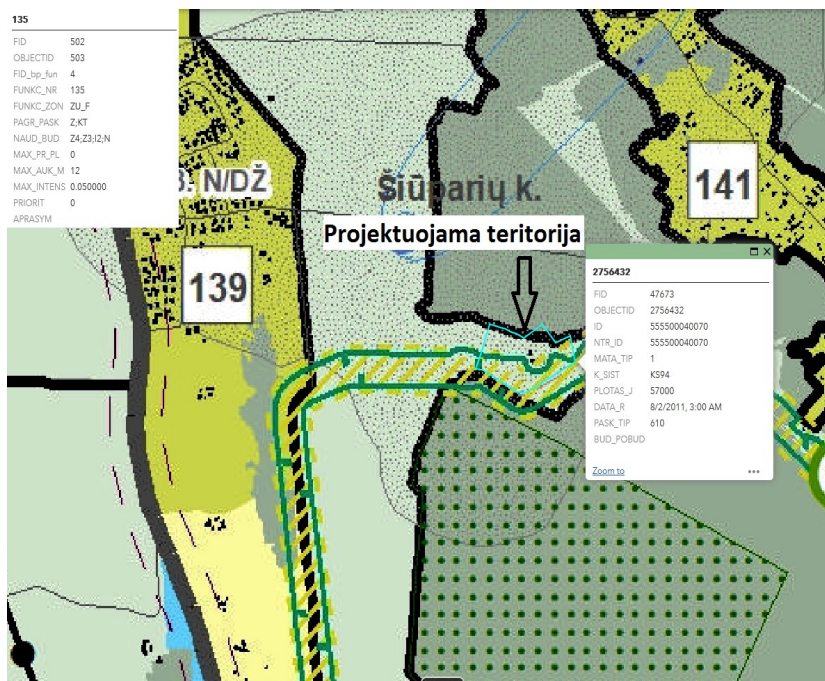 135
FID 502
OBJECTID 503
FID_bp_fun 4
FUNKC_NR 135
FUNKC_ZON ZU_F
PAGR_PASK Z;KT
NAUD_BUD Z4;Z3;I2;N
MAX_PR_PL 0
MAX_AUK_M 12
MAX_INTENS 0.050000
PRIORIT 0
APRASYM
3. N/DŽ
Šiūparių k.
141
Projektuojama teritorija
139
2756432
FID 47673
OBJECTID 2756432
ID 555500040070
NTR_ID 555500040070
MATA_TIP 1
K_SIST KS94
PLOTAS_J 57000
DATA_R 8/2/2011, 3:00 AM
PASK_TIP 610
BUD_POBUD
Zoom to